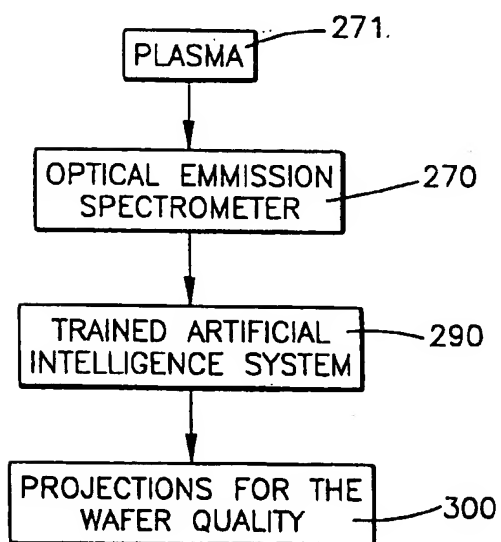 PLASMA
271.
OPTICAL EMMISSION
SPECTROMETER
270
TRAINED ARTIFICIAL
INTELLIGENCE SYSTEM
290
PROJECTIONS FOR THE
WAFER QUALITY
300